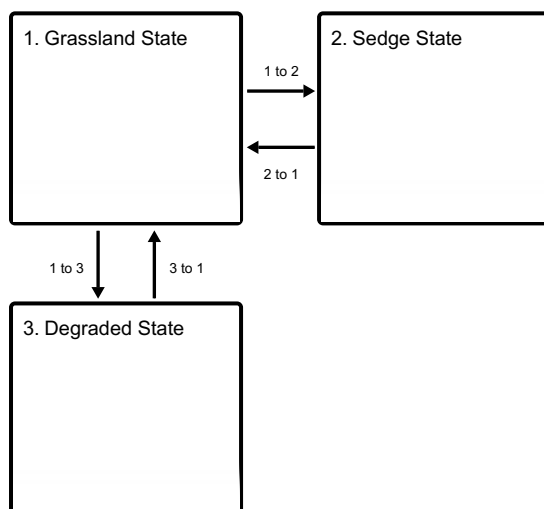 1. Grassland State
2. Sedge State
1 to 2
2 to 1
1 to 3
3 to 1
3. Degraded State